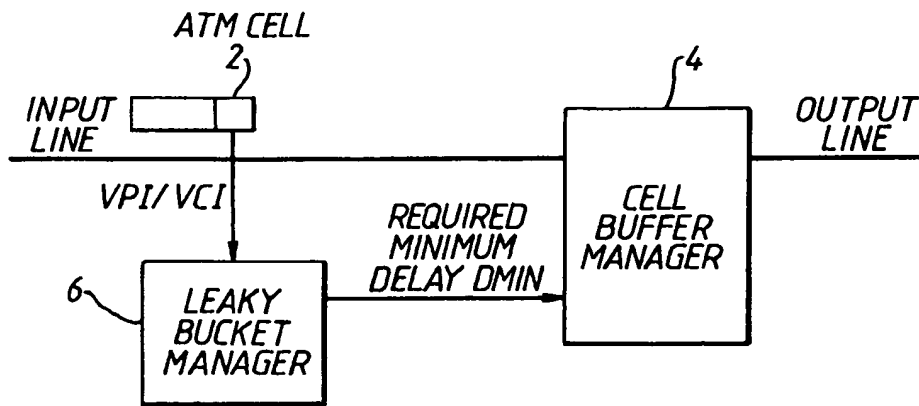 ATM CELL
2
4
INPUT
LINE
OUTPUT
LINE
VPI/VCI
CELL
BUFFER
MANAGER
REQUIRED
MINIMUM
DELAY DMIN
6
LEAKY
BUCKET
MANAGER